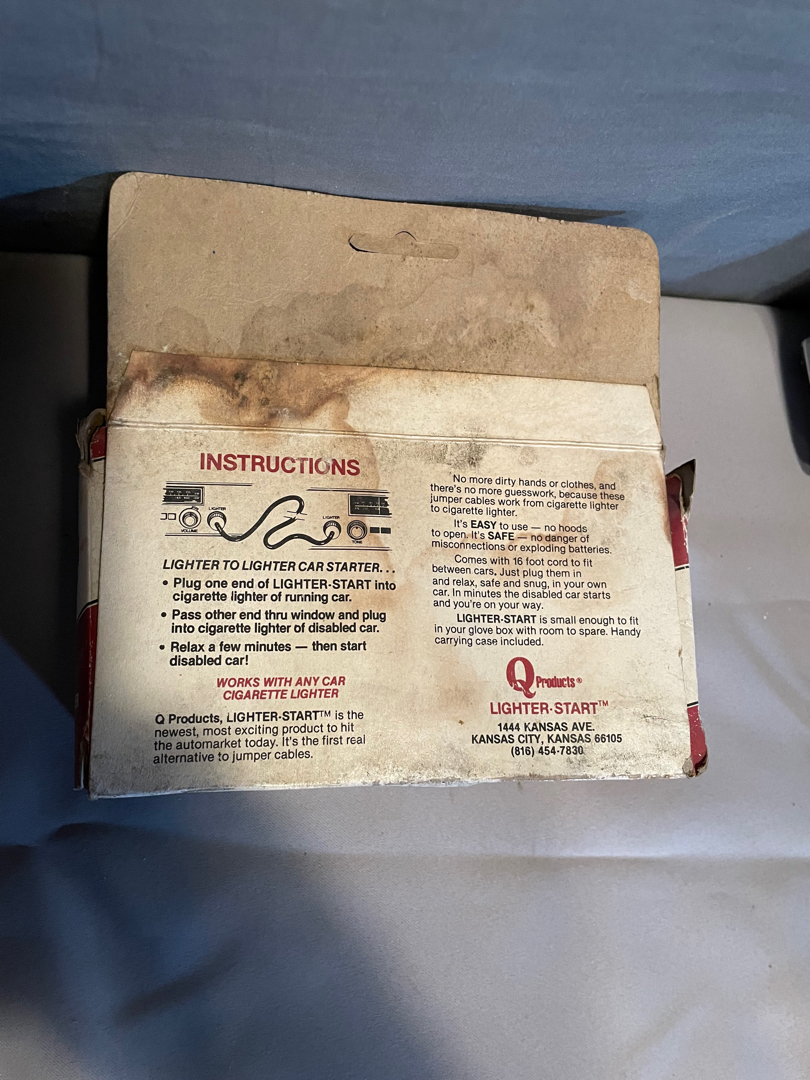 INSTRUCTIONS
VOLUME
LIGHTER
LIGHTER
TONE
LIGHTER TO LIGHTER CAR STARTER...
• Plug one end of LIGHTER-START into
cigarette lighter of running car.
• Pass other end thru window and plug
into cigarette lighter of disabled car.
• Relax a few minutes — then start
disabled car!
WORKS WITH ANY CAR
CIGARETTE LIGHTER
Q Products, LIGHTER-START™ is the
newest, most exciting product to hit
the automarket today. It's the first real
alternative to jumper cables.
No more dirty hands or clothes, and
there's no more guesswork, because these
jumper cables work from cigarette lighter
to cigarette lighter.
It's EASY to use — no hoods
to open. It's SAFE — no danger of
misconnections or exploding batteries.
Comes with 16 foot cord to fit
between cars. Just plug them in
and relax, safe and snug, in your own
car. In minutes the disabled car starts
and you're on your way.
LIGHTER-START is small enough to fit
in your glove box with room to spare. Handy
carrying case included.
Q Products®
LIGHTER-START™
1444 KANSAS AVE.
KANSAS CITY, KANSAS 66105
(816) 454-7830